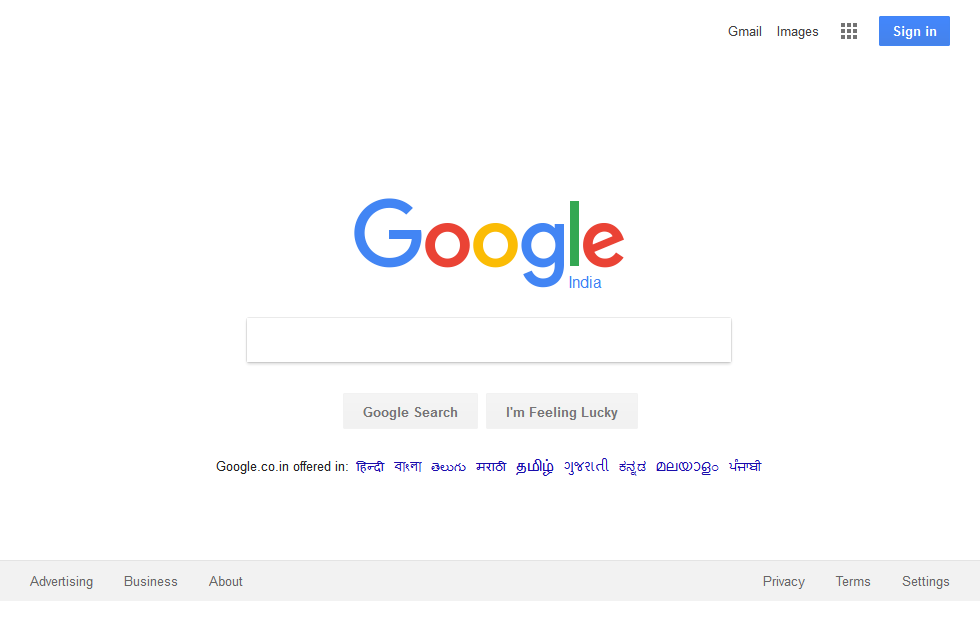 Gmail Images Sign in
Google
India
Google Search I'm Feeling Lucky
Google.co.in offered in: हिन्दी বাংলা తెలుగు मराठी தமிழ் ગુજરાતી ಕನ್ನಡ മലയാളം ਪੰਜਾਬੀ
Advertising Business About Privacy Terms Settings